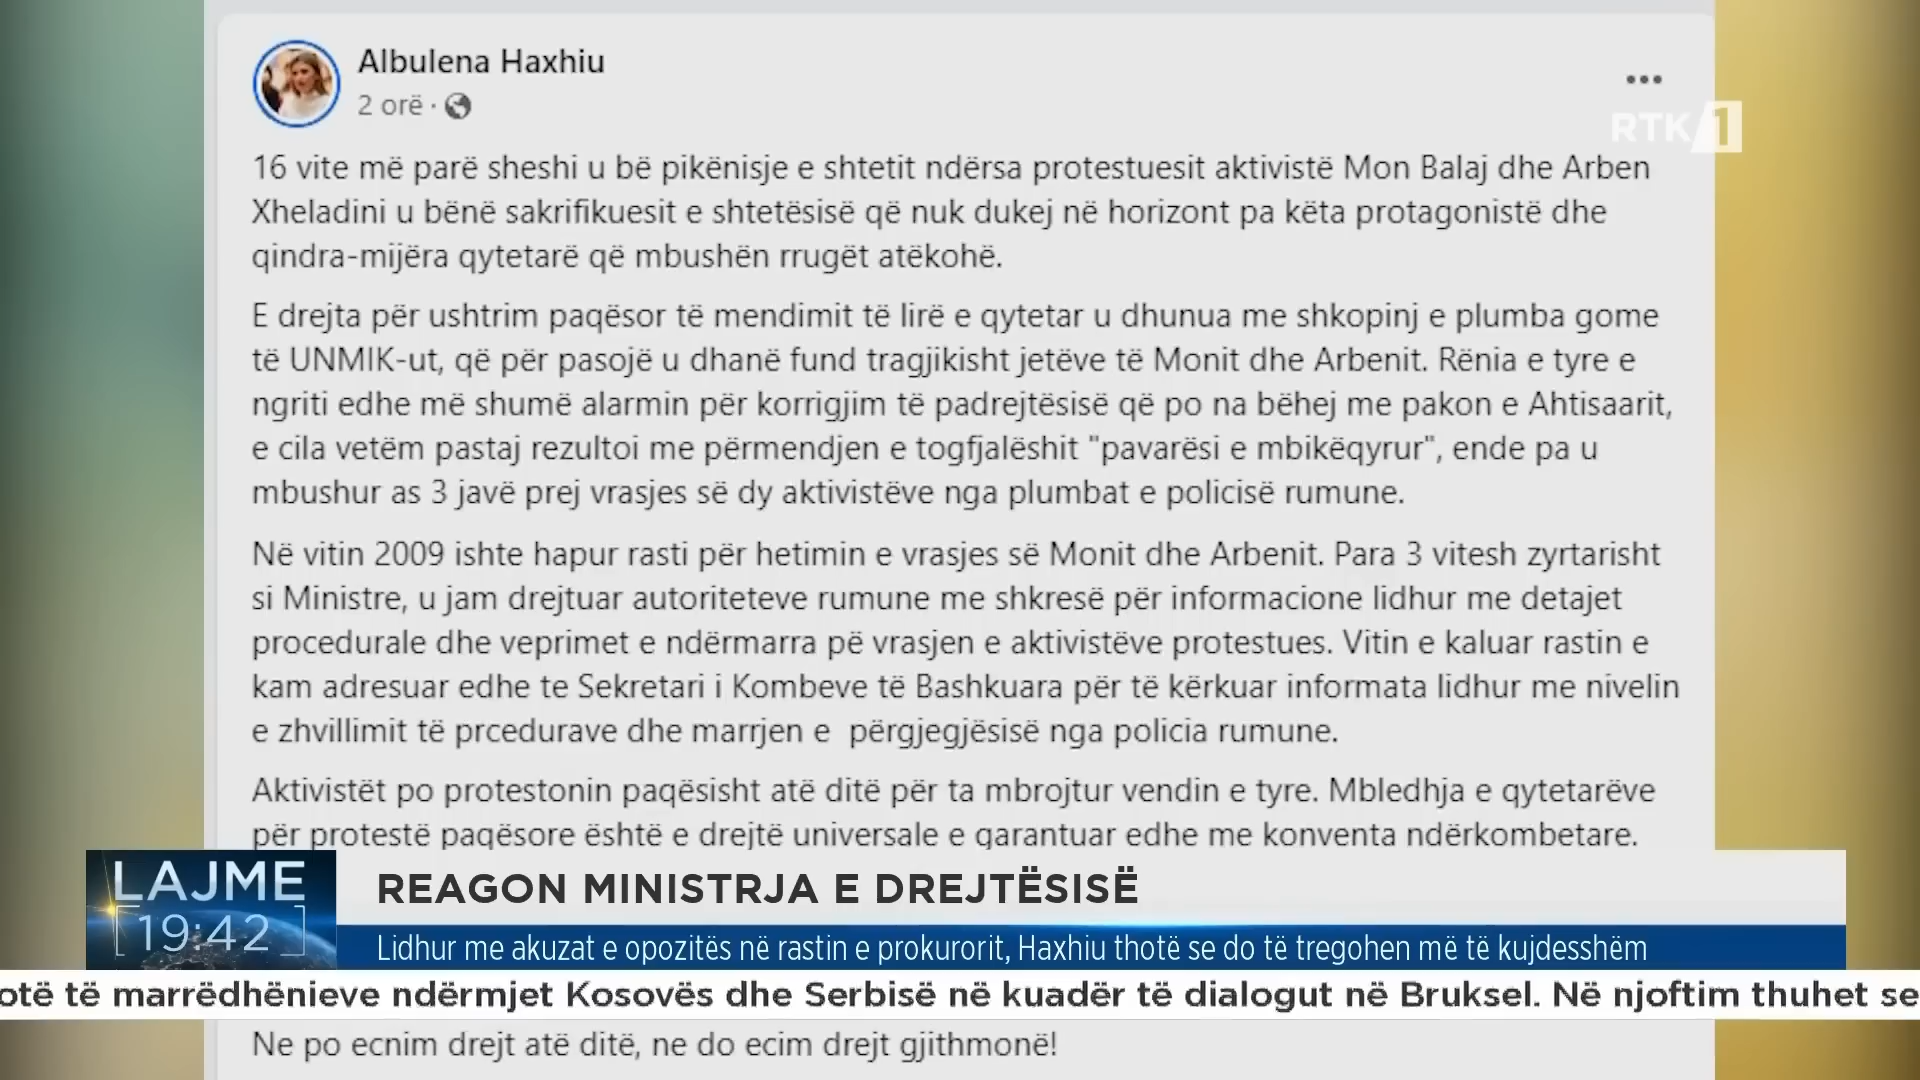 Albulena Haxhiu
2 orë ·
RTK 1
16 vite më parë sheshi u bë pikënisje e shtetit ndërsa protestuesit aktivistë Mon Balaj dhe Arben
Xheladini u bënë sakrifikuesit e shtetësisë që nuk dukej në horizont pa këta protagonistë dhe
qindra-mijëra qytetarë që mbushën rrugët atëkohë.
E drejta për ushtrim paqësor të mendimit të lirë e qytetar u dhunua me shkopinj e plumba gome
të UNMIK-ut, që për pasojë u dhanë fund tragjikisht jetëve të Monit dhe Arbenit. Rënia e tyre e
ngriti edhe më shumë alarmin për korrigjim të padrejtësisë që po na bëhej me pakon e Ahtisaarit,
e cila vetëm pastaj rezultoi me përmendjen e togfjalëshit "pavarësi e mbikëqyrur", ende pa u
mbushur as 3 javë prej vrasjes së dy aktivistëve nga plumbat e policisë rumune.
Në vitin 2009 ishte hapur rasti për hetimin e vrasjes së Monit dhe Arbenit. Para 3 vitesh zyrtarisht
si Ministre, u jam drejtuar autoriteteve rumune me shkresë për informacione lidhur me detajet
procedurale dhe veprimet e ndërmarra pë vrasjen e aktivistëve protestues. Vitin e kaluar rastin e
kam adresuar edhe te Sekretari i Kombeve të Bashkuara për të kërkuar informata lidhur me nivelin
e zhvillimit të prcedurave dhe marrjen e  përgjegjësisë nga policia rumune.
Aktivistët po protestonin paqësisht atë ditë për ta mbrojtur vendin e tyre. Mbledhja e qytetarëve
për protestë paqësore është e drejtë universale e garantuar edhe me konventa ndërkombetare.
LAJME
19:42
REAGON MINISTRJA E DREJTËSISË
Lidhur me akuzat e opozitës në rastin e prokurorit, Haxhiu thotë se do të tregohen më të kujdesshëm
otë të marrëdhënieve ndërmjet Kosovës dhe Serbisë në kuadër të dialogut në Bruksel. Në njoftim thuhet se
Ne po ecnim drejt atë ditë, ne do ecim drejt gjithmonë!